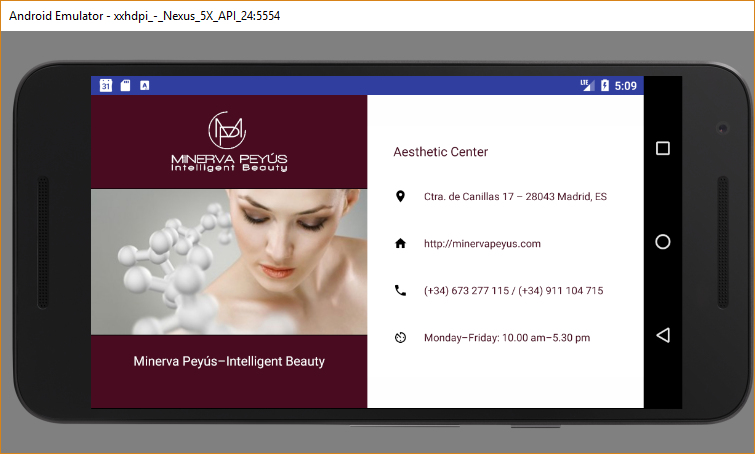 Android Emulator - xxhdpi_-_Nexus_5X_API_24:5554
31
A
LTE
5:09
MINERVA PEYÚS
Intelligent Beauty
Minerva Peyús–Intelligent Beauty
Aesthetic Center
Ctra. de Canillas 17 – 28043 Madrid, ES
http://minervapeyus.com
(+34) 673 277 115 / (+34) 911 104 715
Monday–Friday: 10.00 am–5.30 pm